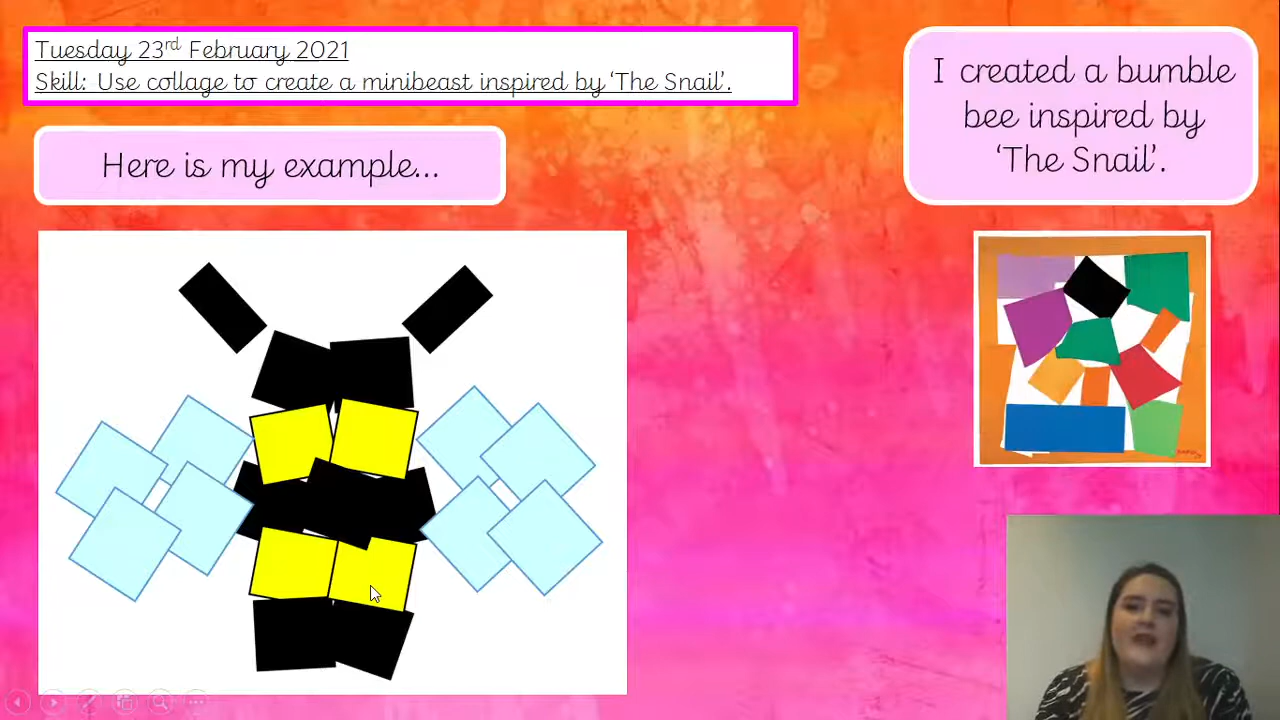 Tuesday 23rd February 2021
Skill: Use collage to create a minibeast inspired by ‘The Snail’.
Here is my example...
I created a bumble
bee inspired by
‘The Snail’.